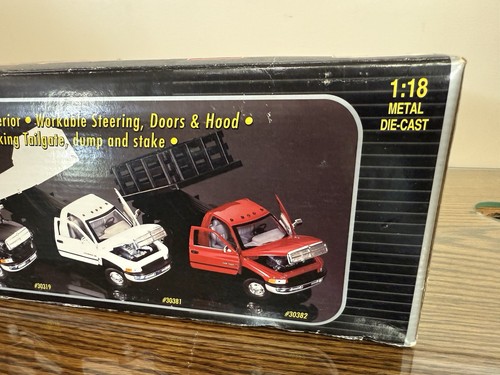 erior • Workable Steering, Doors & Hood •
king Tailgate, dump and stake •
1:18
METAL
DIE-CAST
#30319
#30381
#30382